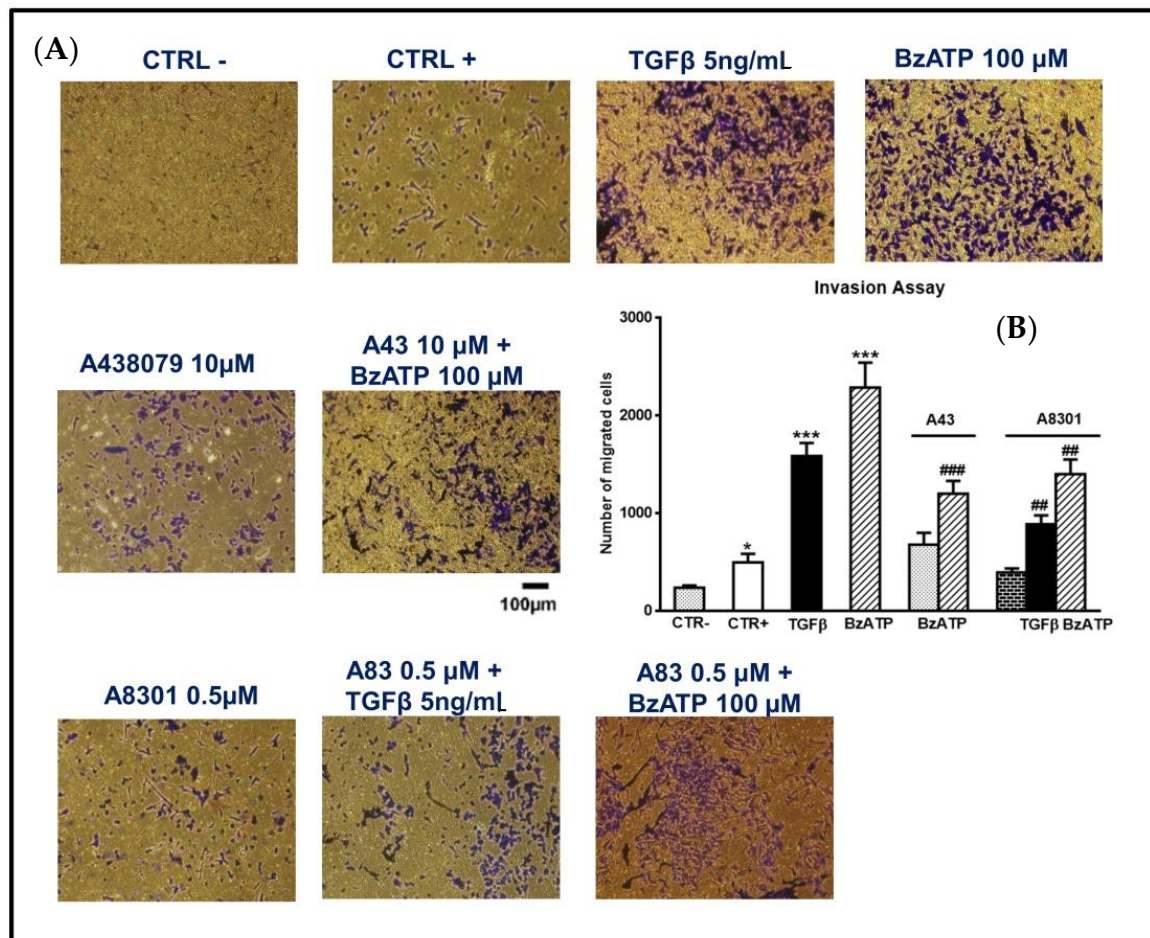 (A)
CTRL -
CTRL +
TGFβ 5ng/mL
BzATP 100 μM
A438079 10μM
A43 10 μM +
BzATP 100 μM
100μm
Invasion Assay
(B)
Number of migrated cells
3000
2000
1000
0
*
***
***
A43
###
A8301
##
##
CTR-
CTR+
TGFβ
BzATP
BzATP
TGFβ BzATP
A8301 0.5μM
A83 0.5 μM +
TGFβ 5ng/mL
A83 0.5 μM +
BzATP 100 μM